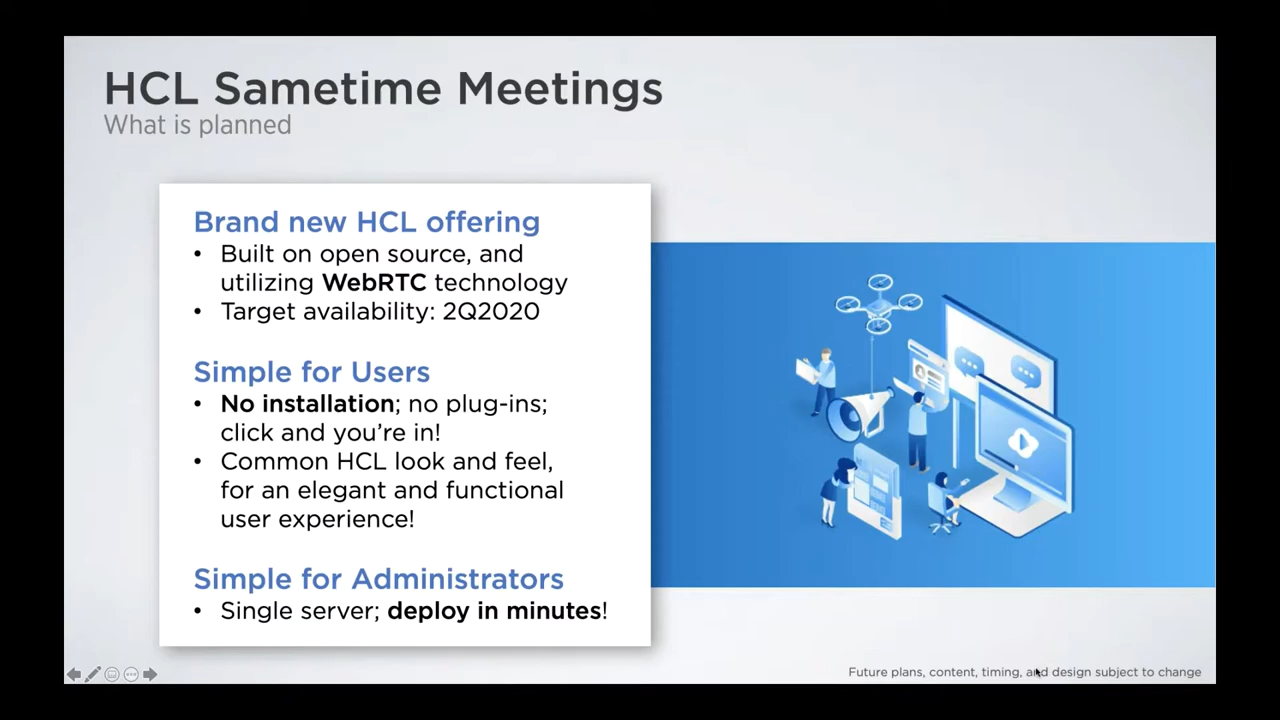 HCL Sametime Meetings
What is planned
Brand new HCL offering
• Built on open source, and
utilizing WebRTC technology
• Target availability: 2Q2020
Simple for Users
• No installation; no plug-ins;
click and you’re in!
• Common HCL look and feel,
for an elegant and functional
user experience!
Simple for Administrators
• Single server; deploy in minutes!
Future plans, content, timing, and design subject to change